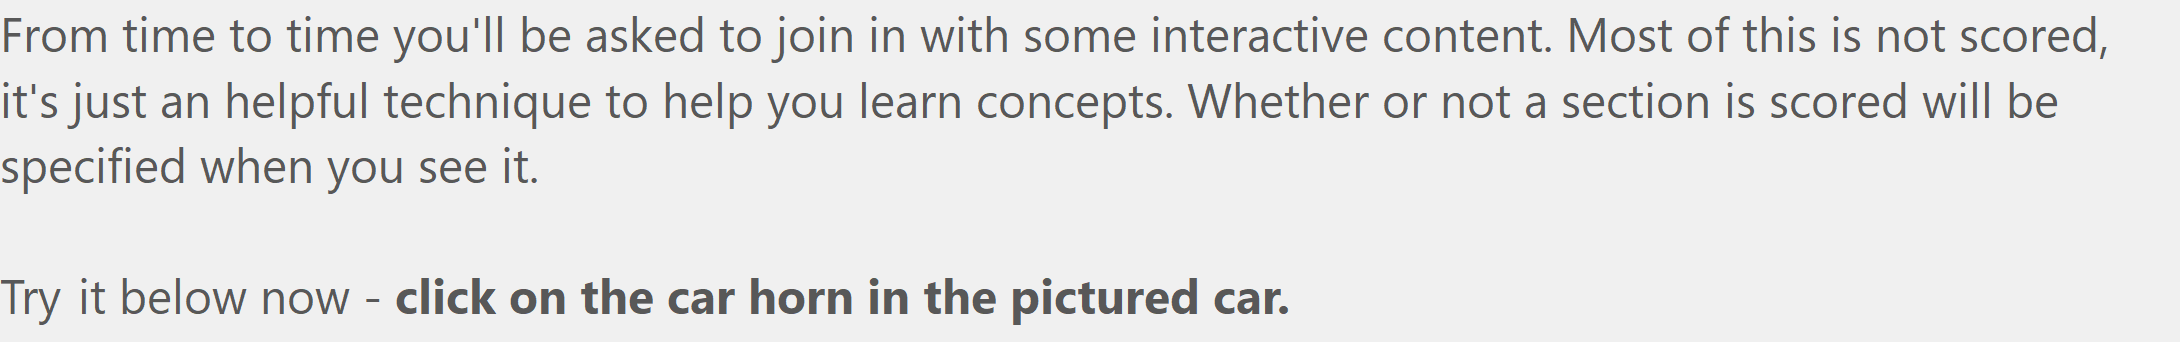 From time to time you'll be asked to join in with some interactive content. Most of this is not scored,
it's just an helpful technique to help you learn concepts. Whether or not a section is scored will be
specified when you see it.
Try it below now - click on the car horn in the pictured car.